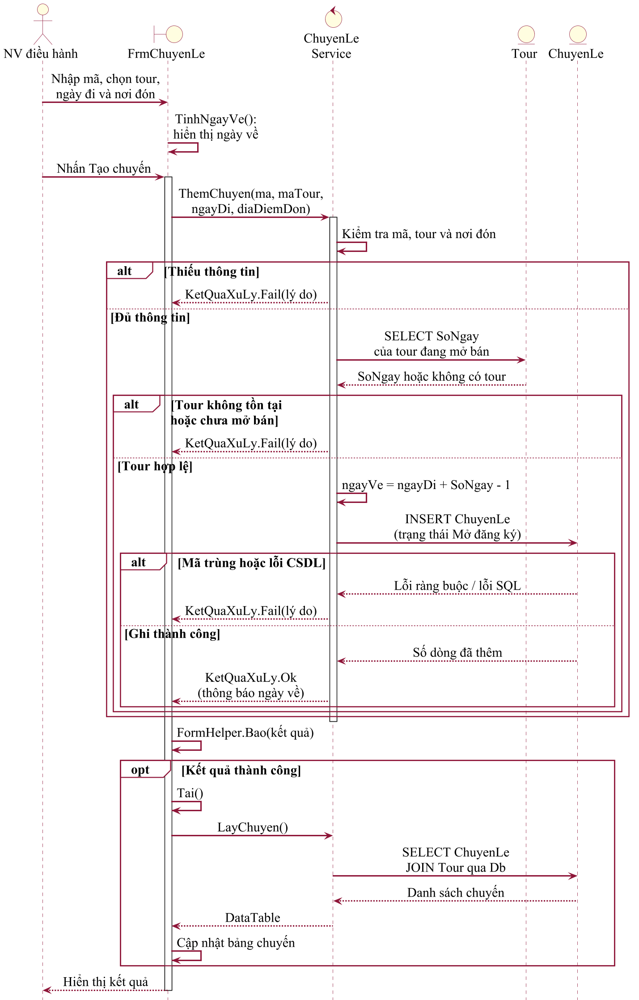 NV điều hành
FrmChuyenLe
ChuyenLe
Service
Tour
ChuyenLe
Nhập mã, chọn tour,
ngày đi và nơi đón
TinhNgayVe():
hiển thị ngày về
Nhấn Tạo chuyến
ThemChuyen(ma, maTour,
ngayDi, diaDiemDon)
Kiểm tra mã, tour và nơi đón
alt
[Thiếu thông tin]
KetQuaXuLy.Fail(lý do)
[Đủ thông tin]
SELECT SoNgay
của tour đang mở bán
SoNgay hoặc không có tour
alt
[Tour không tồn tại
hoặc chưa mở bán]
KetQuaXuLy.Fail(lý do)
[Tour hợp lệ]
ngayVe = ngayDi + SoNgay - 1
INSERT ChuyenLe
(trạng thái Mở đăng ký)
alt
[Mã trùng hoặc lỗi CSDL]
Lỗi ràng buộc / lỗi SQL
KetQuaXuLy.Fail(lý do)
[Ghi thành công]
Số dòng đã thêm
KetQuaXuLy.Ok
(thông báo ngày về)
FormHelper.Bao(kết quả)
opt
[Kết quả thành công]
Tai()
LayChuyen()
SELECT ChuyenLe
JOIN Tour qua Db
Danh sách chuyến
DataTable
Cập nhật bảng chuyến
Hiển thị kết quả